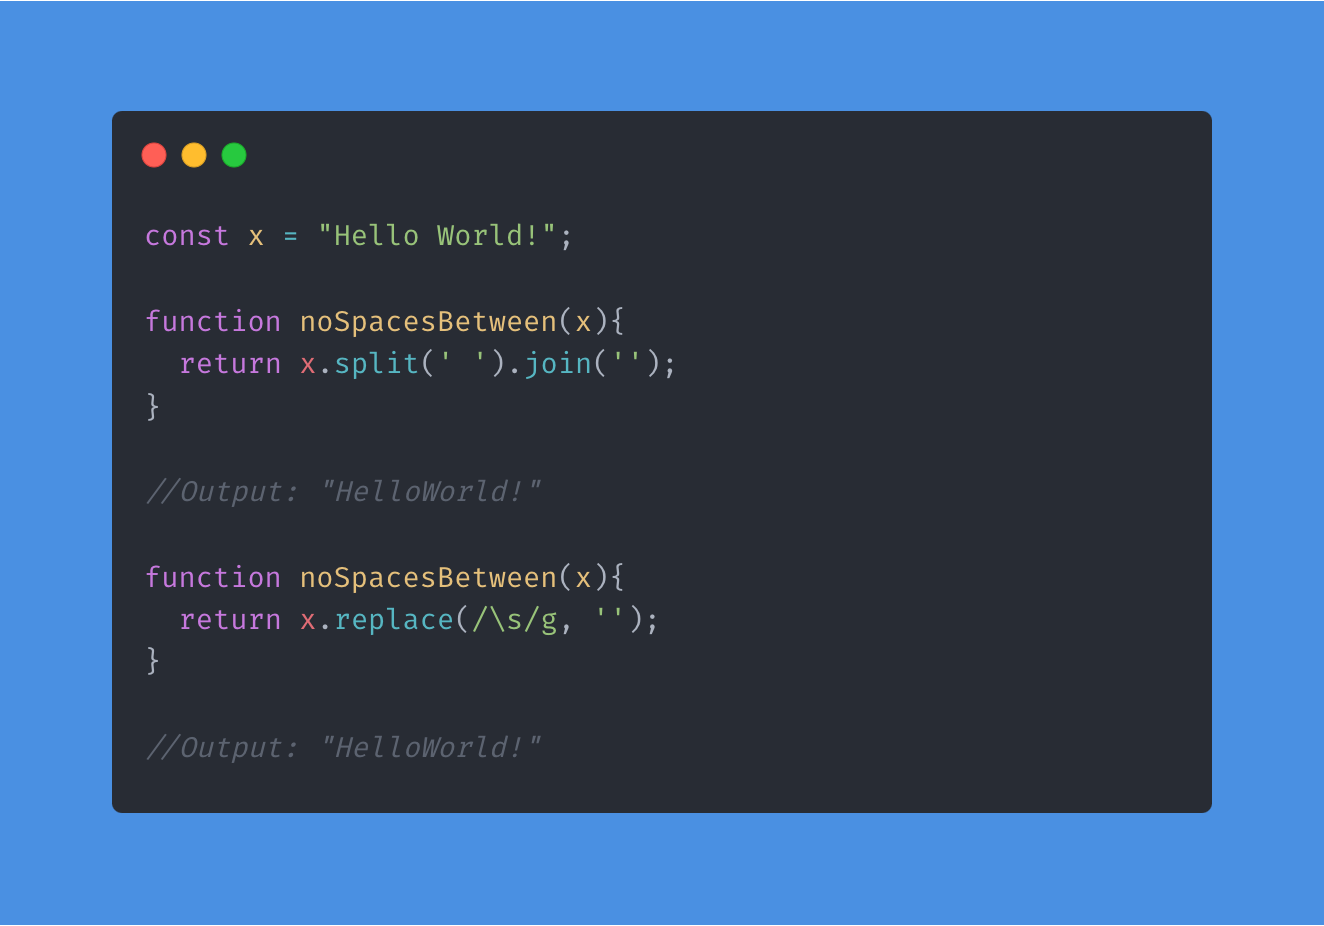 const x = "Hello World!";
function noSpacesBetween(x){
  return x.split(' ').join('');
}
//Output: "HelloWorld!"
function noSpacesBetween(x){
  return x.replace(/\s/g, '');
}
//Output: "HelloWorld!"